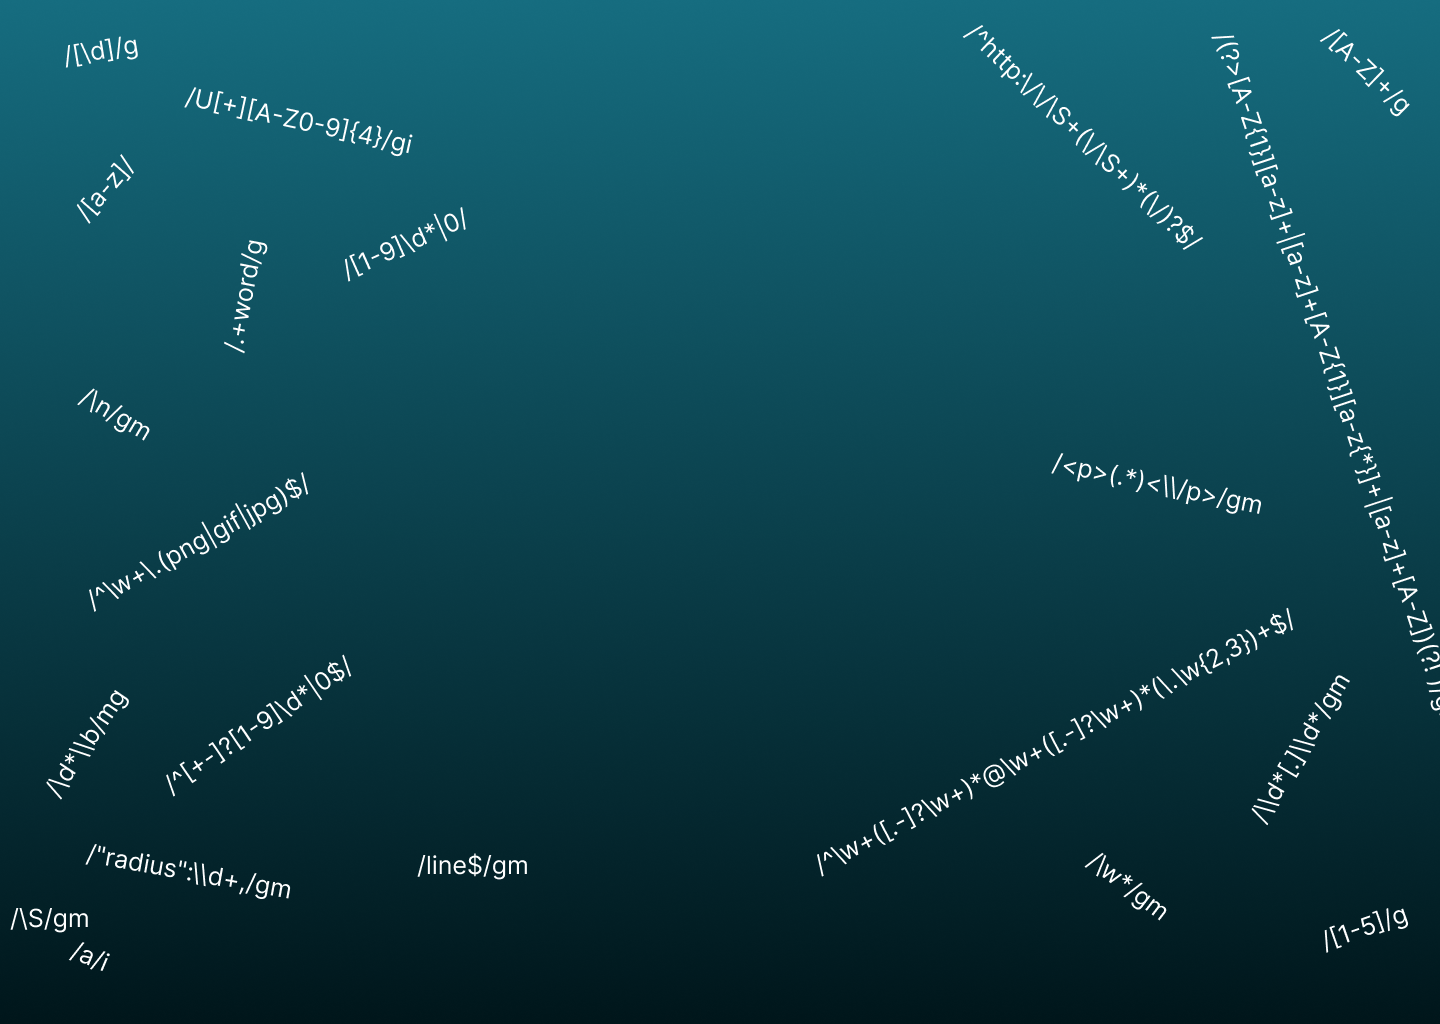 /[\d]/g
/^http:\/\/\S+(\/\S+)*(\/)?$/
/[A-Z]+/g
/U[+][A-Z0-9]{4}/gi
/[a-z]/
/[1-9]\d*|0/
/.+word/g
/\n/gm
/<p>(.*)<\\/p>/gm
/^\w+\.(png|gif|jpg)$/
/^[+-]?[1-9]\d*|0$/
/\d*\\b/mg
/^\w+([.-]?\w+)*@\w+([.-]?\w+)*(\.\w{2,3})+$/
/\\d*[.]\\d*/gm
/"radius":\\d+,/gm
/line$/gm
/\w*/gm
/\S/gm
/a/i
/[1-5]/g
/(?>[A-Z{1}][a-z]+|[a-z]+[A-Z{1}][a-z{*}]+|[a-z]+[A-Z])(?!